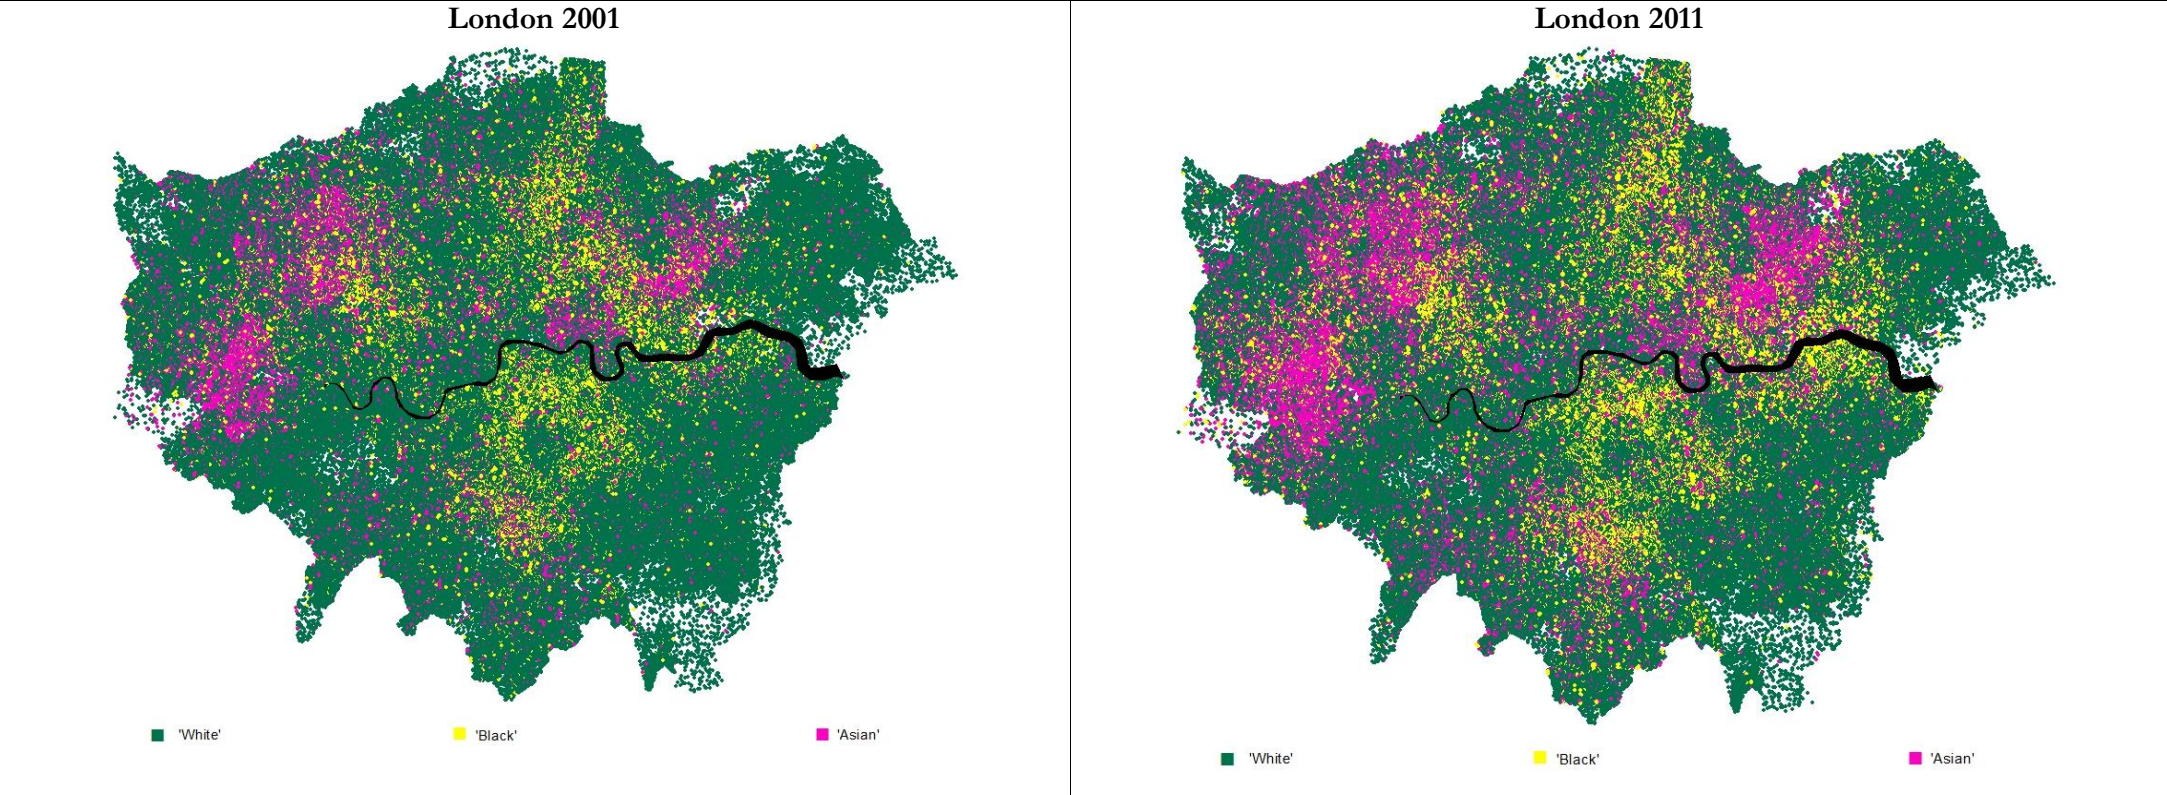 London 2001
'White'
'Black'
'Asian'
London 2011
'White'
'Black'
'Asian'